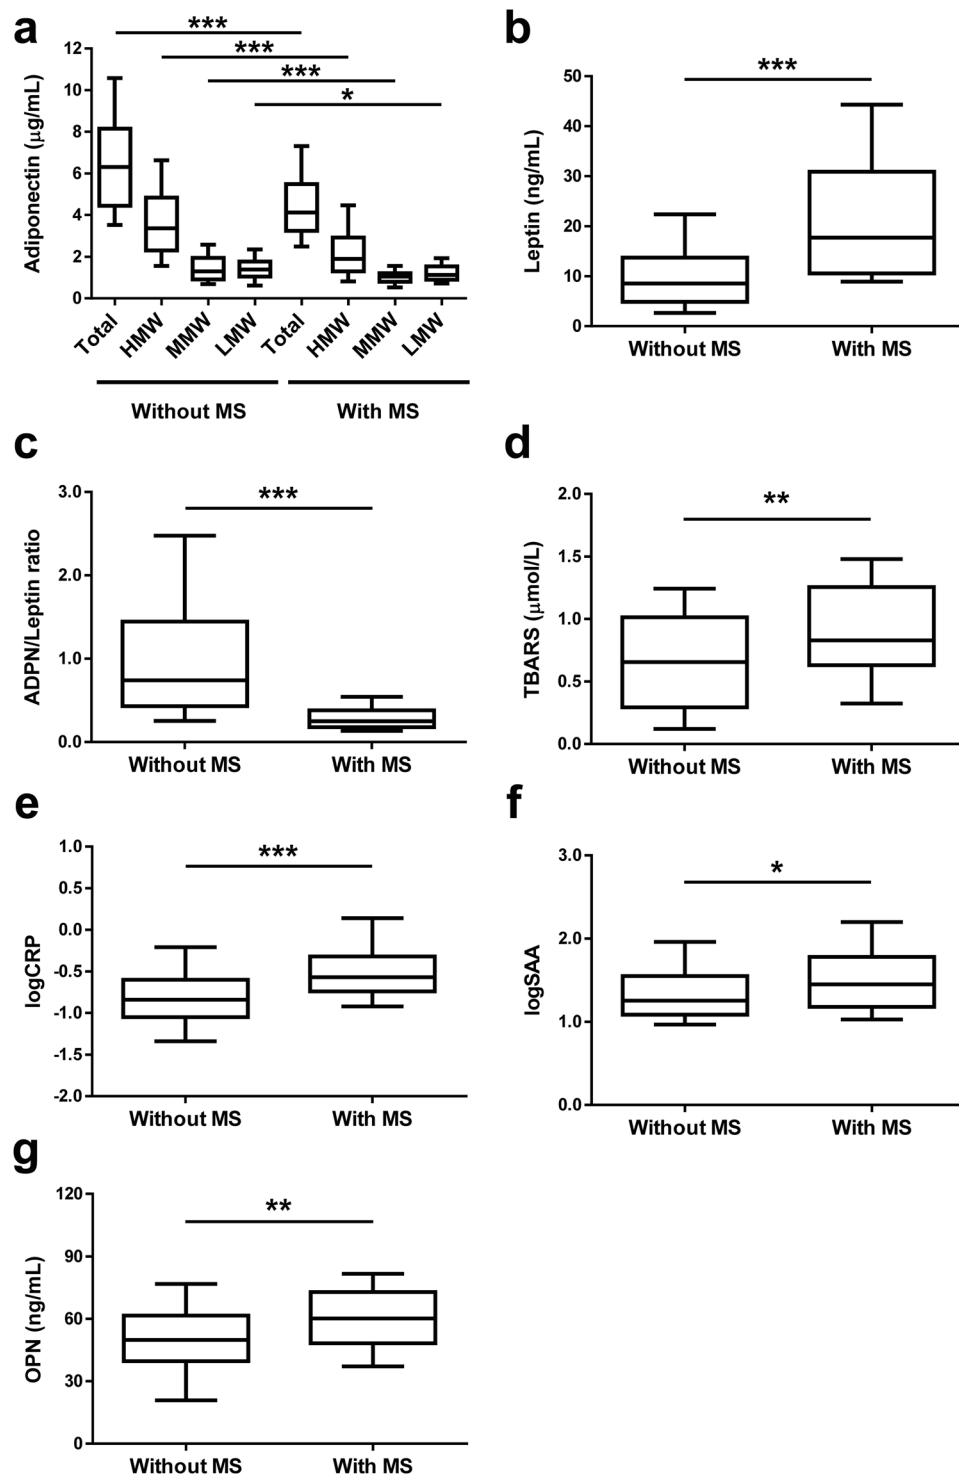 a
***
***
***
*
Adiponectin (μg/mL)
12
10
8
6
4
2
0
Total
HMW
MMW
LMW
Total
HMW
MMW
LMW
Without MS
With MS
b
***
Leptin (ng/mL)
50
40
30
20
10
0
Without MS
With MS
c
***
ADPN/Leptin ratio
3.0
2.0
1.0
0.0
Without MS
With MS
d
**
TBARS (μmol/L)
2.0
1.5
1.0
0.5
0.0
Without MS
With MS
e
***
logCRP
1.0
0.5
0.0
-0.5
-1.0
-1.5
-2.0
Without MS
With MS
f
*
logSAA
3.0
2.0
1.0
0.0
Without MS
With MS
g
**
OPN (ng/mL)
120
90
60
30
0
Without MS
With MS